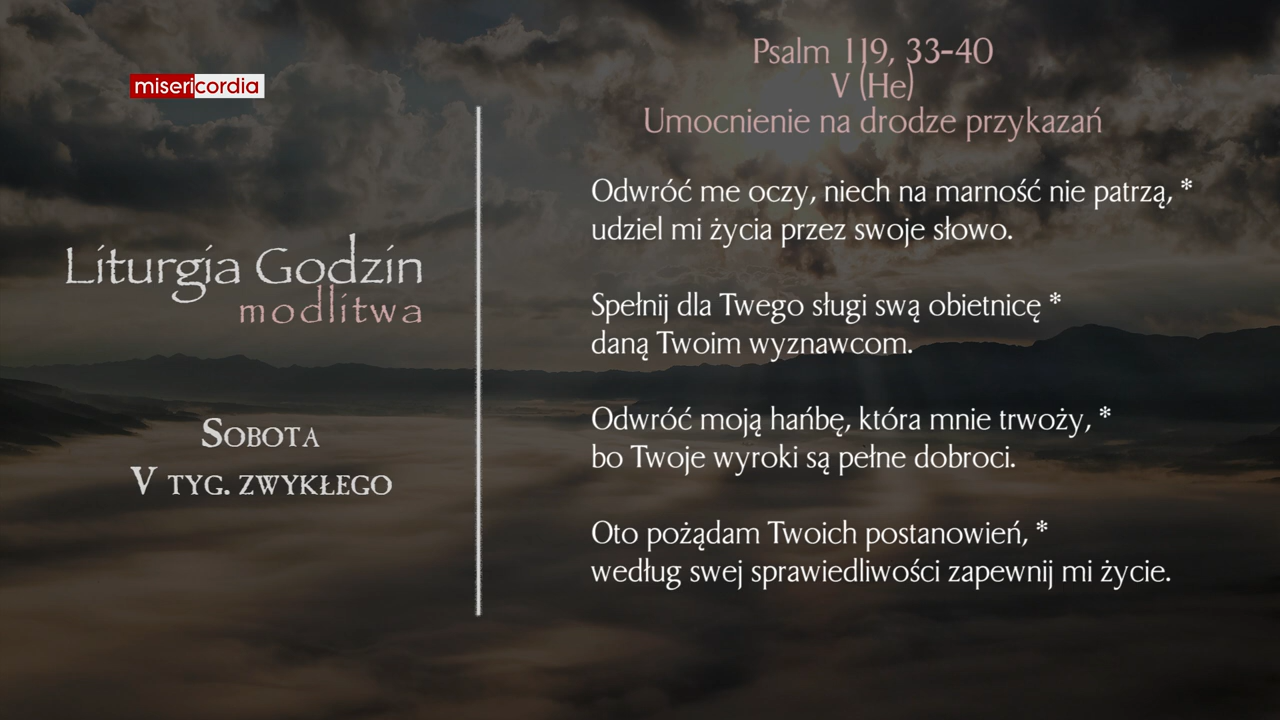 misericordia
Liturgia Godzin
modlitwa
Sobota
V tyg. zwykłego
Psalm 119, 33-40
V (He)
Umocnienie na drodze przykazań
Odwróć me oczy, niech na marność nie patrzą, *
udziel mi życia przez swoje słowo.
Spełnij dla Twego sługi swą obietnicę *
daną Twoim wyznawcom.
Odwróć moją hańbę, która mnie trwoży, *
bo Twoje wyroki są pełne dobroci.
Oto pożądam Twoich postanowień, *
według swej sprawiedliwości zapewnij mi życie.